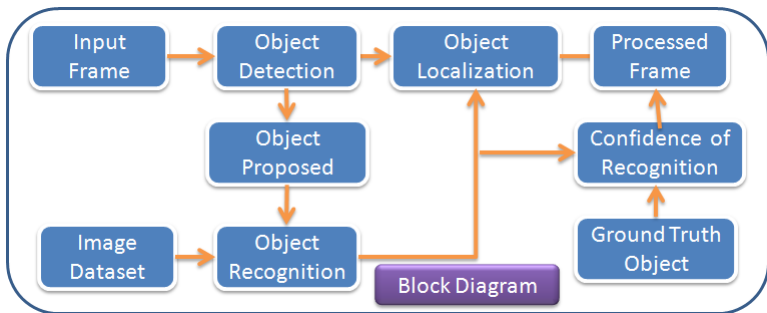 Input
Frame
Object
Detection
Object
Localization
Processed
Frame
Object
Proposed
Confidence of
Recognition
Image
Dataset
Object
Recognition
Ground Truth
Object
Block Diagram